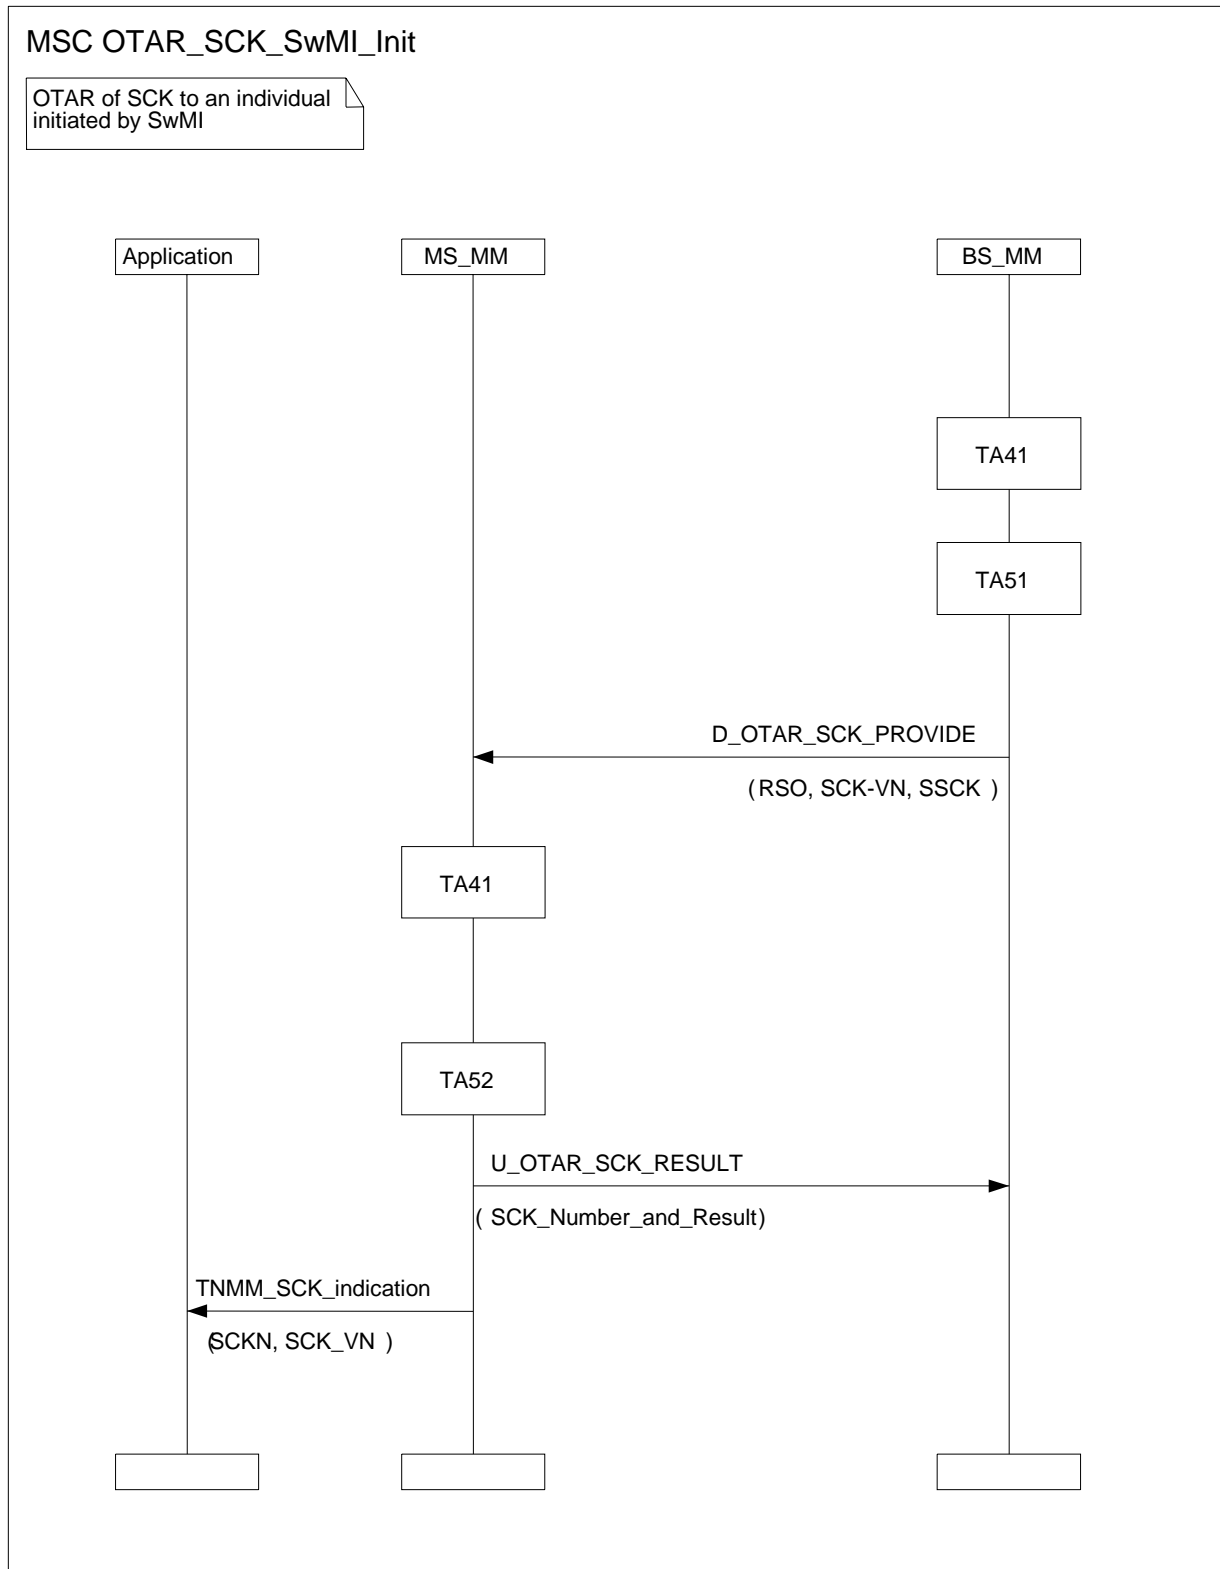 MSC OTAR_SCK_SwMI_Init
OTAR of SCK to an individual
initiated by SwMI
Application
MS_MM
BS_MM
TA41
TA51
D_OTAR_SCK_PROVIDE
(RSO, SCK-VN, SSCK )
TA41
TA52
U_OTAR_SCK_RESULT
( SCK_Number_and_Result)
TNMM_SCK_indication
(SCKN, SCK_VN )